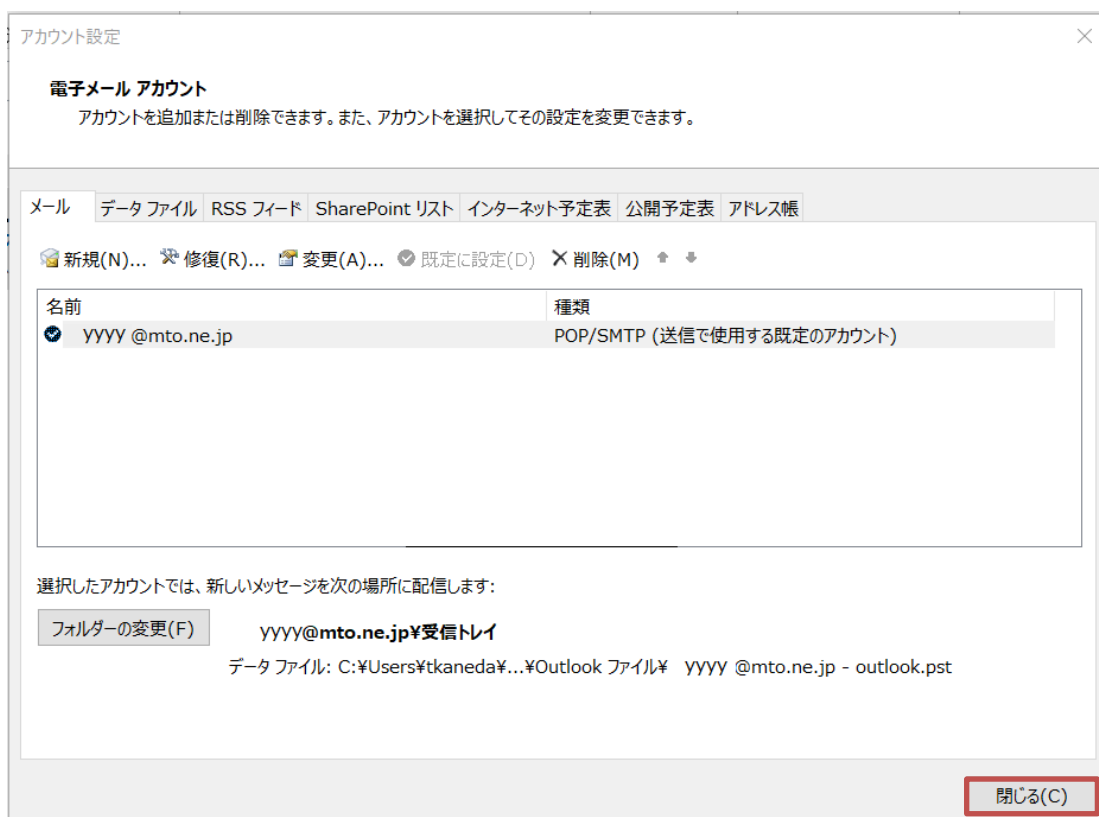 アカウント設定
電子メール アカウント
アカウントを追加または削除できます。また、アカウントを選択してその設定を変更できます。
メール データ ファイル RSS フィード SharePoint リスト インターネット予定表 公開予定表 アドレス帳
新規(N)... 修復(R)... 変更(A)... 既定に設定(D) 削除(M)
名前 種類
yyyy @mto.ne.jp POP/SMTP (送信で使用する既定のアカウント)
選択したアカウントでは、新しいメッセージを次の場所に配信します:
フォルダーの変更(F) yyyy@mto.ne.jp¥受信トレイ
データ ファイル: C:¥Users¥tkaneda¥...¥Outlook ファイル¥ yyyy @mto.ne.jp - outlook.pst
閉じる(C)